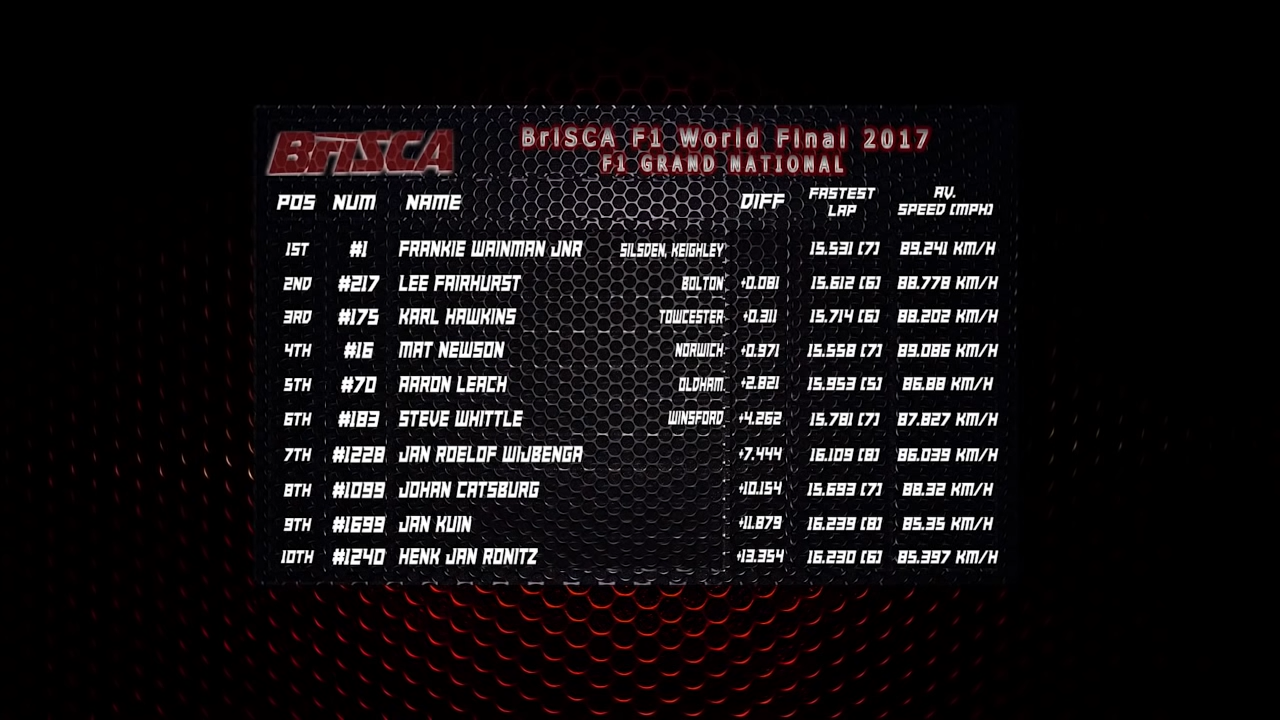 BriSCA
BriSCA F1 World Final 2017
F1 GRAND NATIONAL
POS NUM NAME DIFF FASTEST LAP AV. SPEED (MPH)
1ST #1 FRANKIE WAINMAN JNR SILSDEN, KEIGHLEY 15.531 (7) 89.241 KM/H
2ND #217 LEE FAIRHURST BOLTON +0.081 15.612 (6) 88.778 KM/H
3RD #175 KARL HAWKINS TOWCESTER +0.311 15.714 (6) 88.202 KM/H
4TH #16 MAT NEWSON NORWICH +0.971 15.558 (7) 89.086 KM/H
5TH #70 AARON LEACH OLDHAM +2.821 15.953 (5) 86.88 KM/H
6TH #183 STEVE WHITTLE WINSFORD +4.262 15.781 (7) 87.827 KM/H
7TH #1228 JAN ROELOF WIJBENGA +7.444 16.109 (8) 86.039 KM/H
8TH #1099 JOHAN CATSBURG +10.154 15.693 (7) 88.32 KM/H
9TH #1699 JAN KUIN +11.879 16.239 (8) 85.35 KM/H
10TH #1240 HENK JAN RONITZ +13.354 16.230 (6) 85.397 KM/H